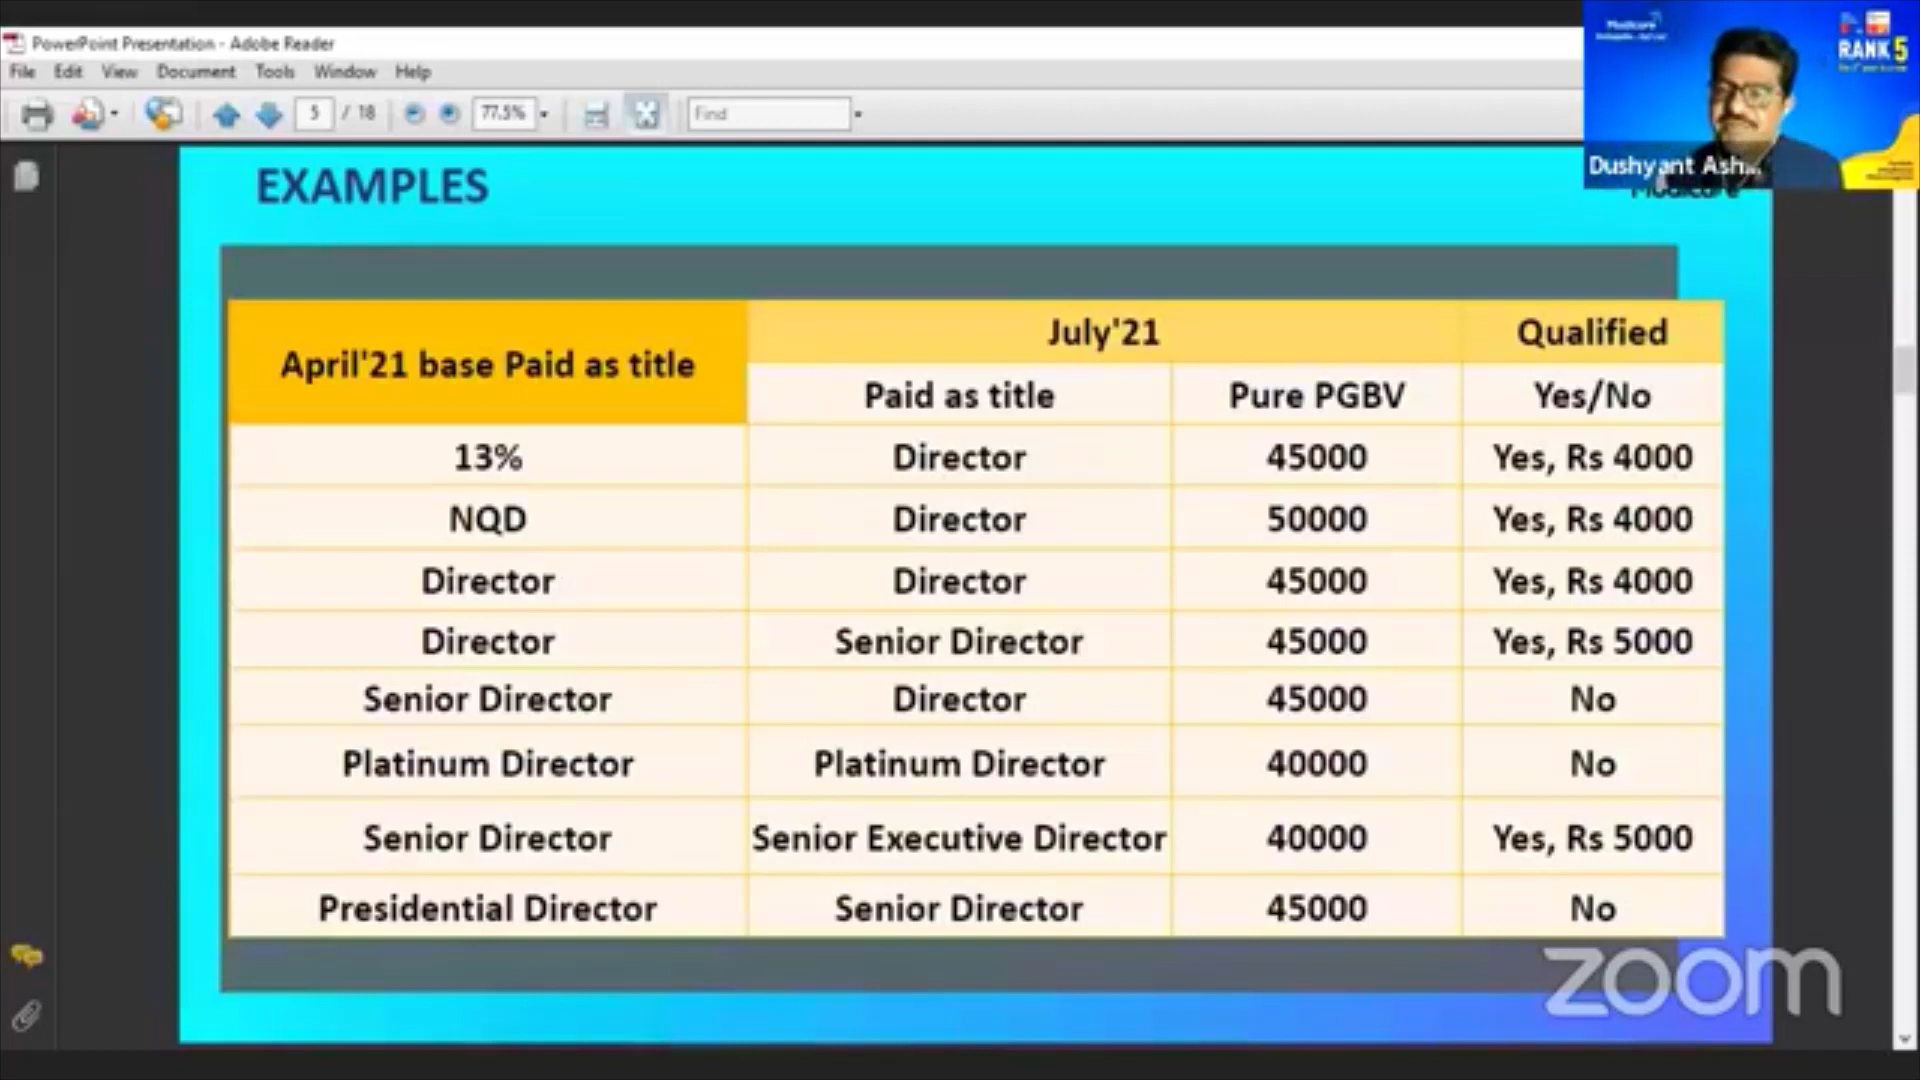 PowerPoint Presentation - Adobe Reader
File Edit View Document Tools Window Help
5 / 18 77.5% Find
Modicare
RANK 5
Dushyant Ash...
EXAMPLES
April'21 base Paid as title July'21 Qualified
Paid as title Pure PGBV Yes/No
13% Director 45000 Yes, Rs 4000
NQD Director 50000 Yes, Rs 4000
Director Director 45000 Yes, Rs 4000
Director Senior Director 45000 Yes, Rs 5000
Senior Director Director 45000 No
Platinum Director Platinum Director 40000 No
Senior Director Senior Executive Director 40000 Yes, Rs 5000
Presidential Director Senior Director 45000 No
zoom